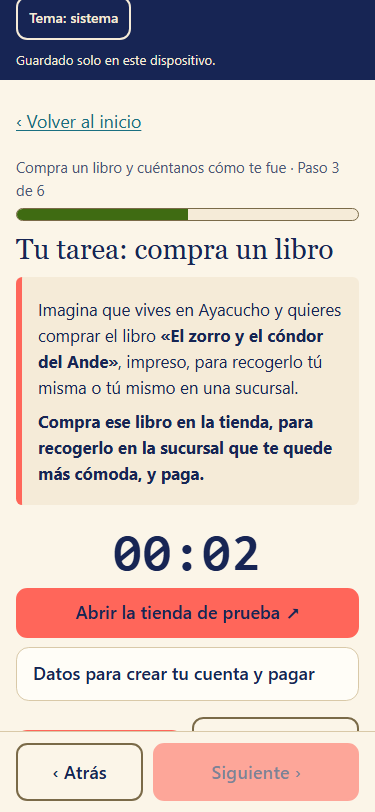 Tema: sistema
Guardado solo en este dispositivo.
‹ Volver al inicio
Compra un libro y cuéntanos cómo te fue · Paso 3
de 6
Tu tarea: compra un libro
Imagina que vives en Ayacucho y quieres
comprar el libro «El zorro y el cóndor
del Ande», impreso, para recogerlo tú
misma o tú mismo en una sucursal.
Compra ese libro en la tienda, para
recogerlo en la sucursal que te quede
más cómoda, y paga.
00:02
Abrir la tienda de prueba ↗
Datos para crear tu cuenta y pagar
‹ Atrás
Siguiente ›